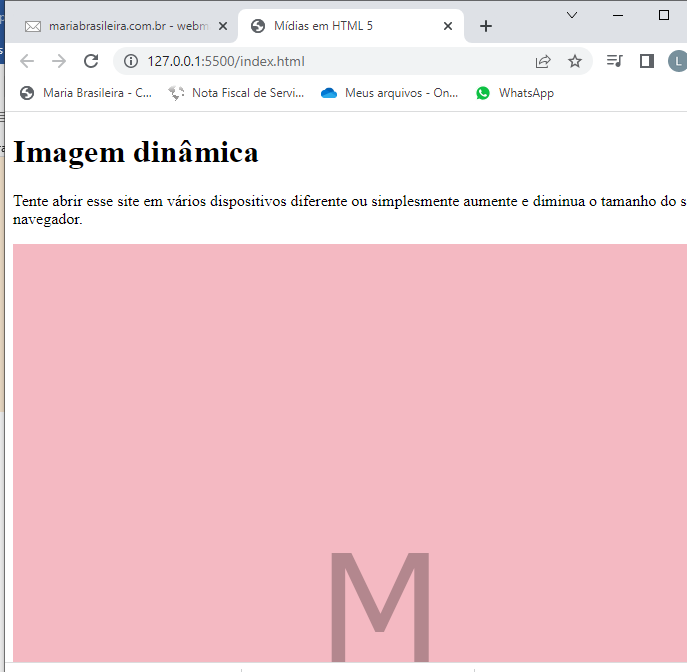 mariabrasileira.com.br - webm
Mídias em HTML 5
127.0.0.1:5500/index.html
L
Maria Brasileira - C...
Nota Fiscal de Servi...
Meus arquivos - On...
WhatsApp
Imagem dinâmica
Tente abrir esse site em vários dispositivos diferente ou simplesmente aumente e diminua o tamanho do s
navegador.
M